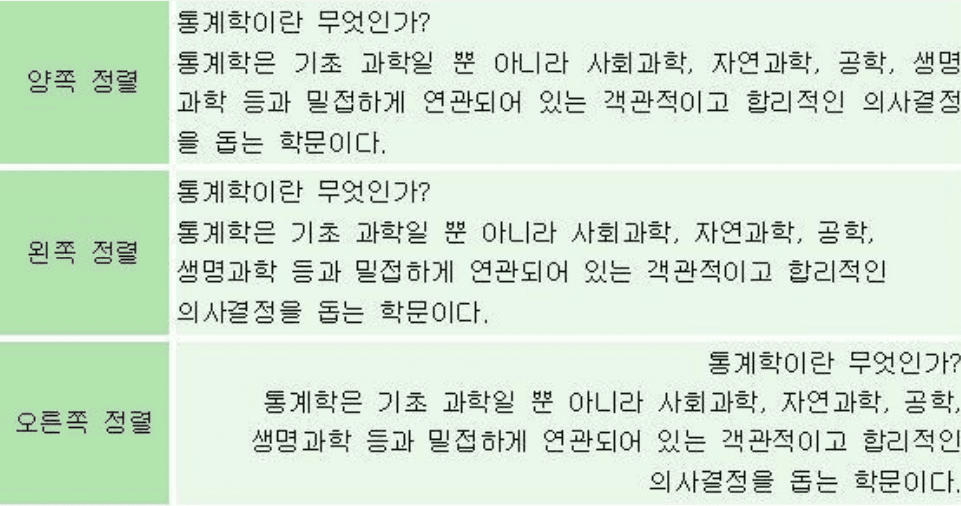 양쪽 정렬
통계학이란 무엇인가?
통계학은 기초 과학일 뿐 아니라 사회과학, 자연과학, 공학, 생명
과학 등과 밀접하게 연관되어 있는 객관적이고 합리적인 의사결정
을 돕는 학문이다.
왼쪽 정렬
통계학이란 무엇인가?
통계학은 기초 과학일 뿐 아니라 사회과학, 자연과학, 공학,
생명과학 등과 밀접하게 연관되어 있는 객관적이고 합리적인
의사결정을 돕는 학문이다.
오른쪽 정렬
통계학이란 무엇인가?
통계학은 기초 과학일 뿐 아니라 사회과학, 자연과학, 공학,
생명과학 등과 밀접하게 연관되어 있는 객관적이고 합리적인
의사결정을 돕는 학문이다.